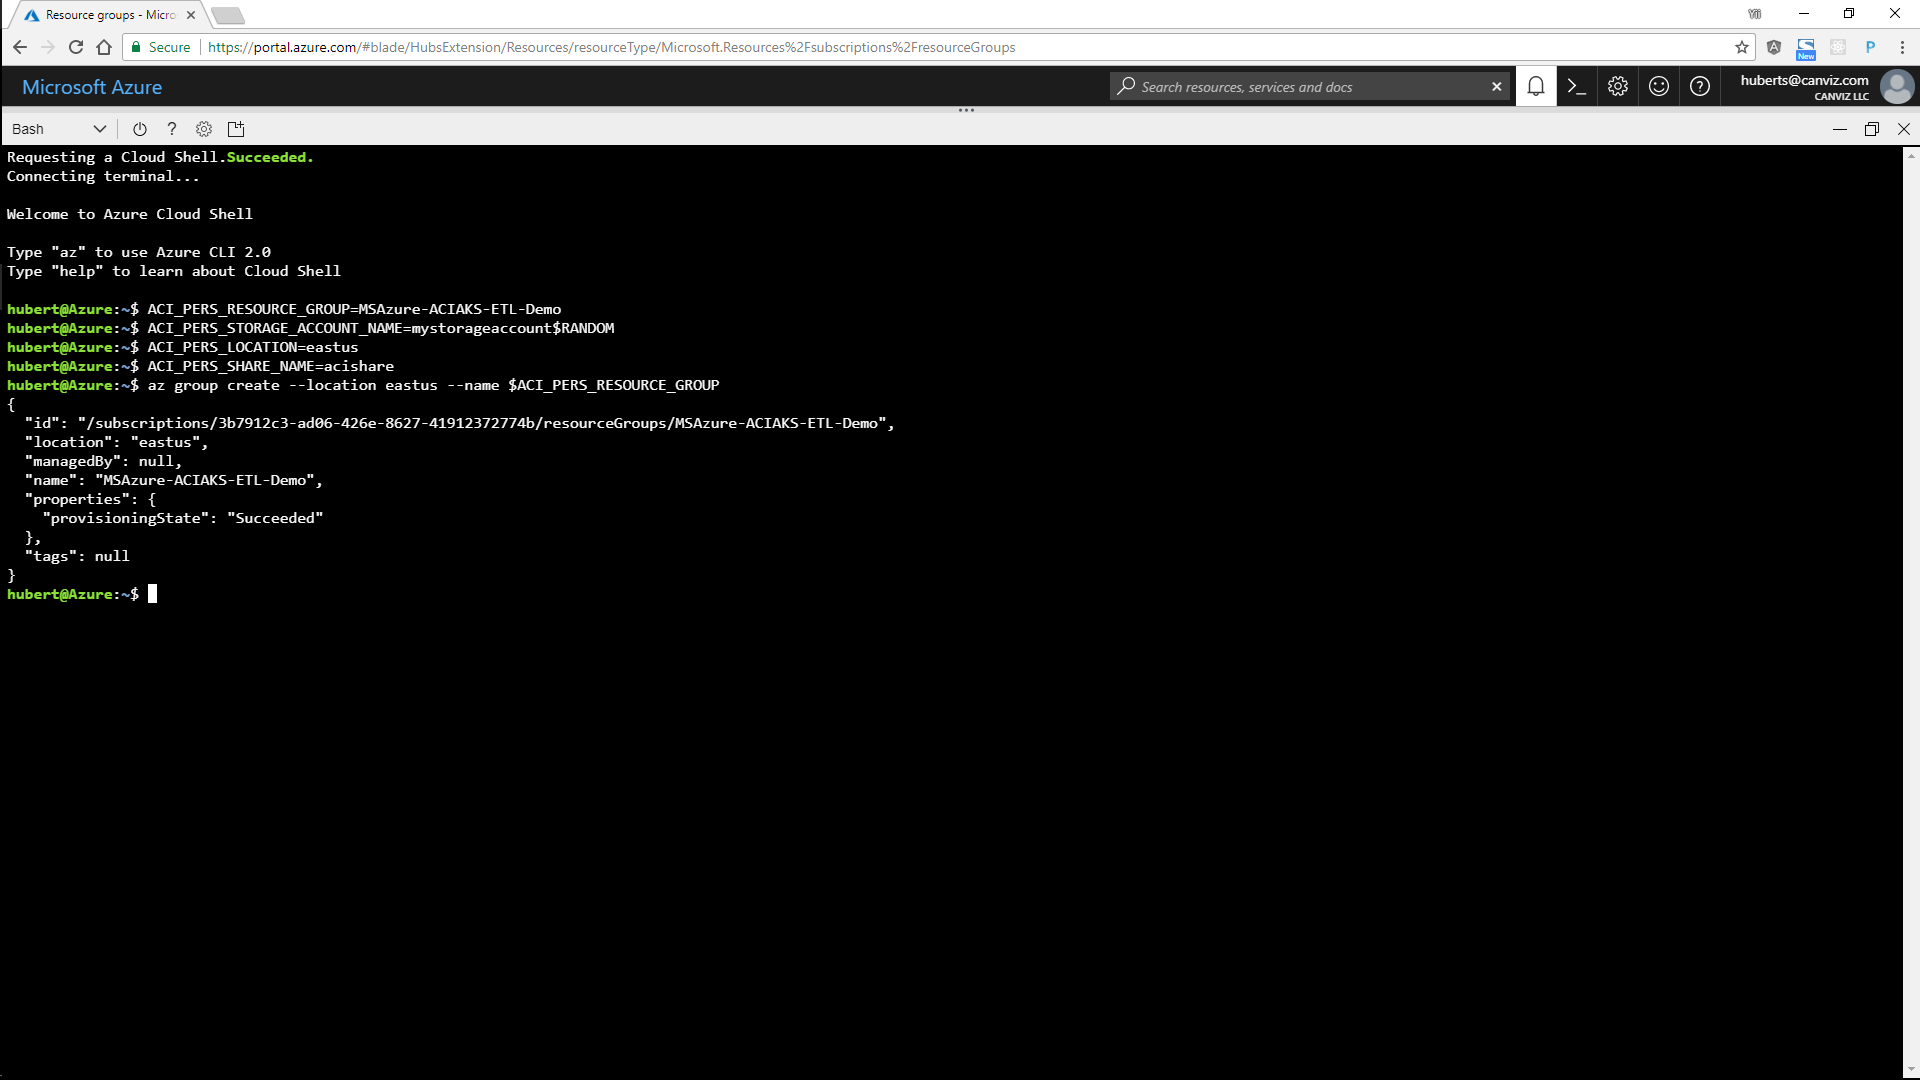 Resource groups - Micro
Secure https://portal.azure.com/#blade/HubsExtension/Resources/resourceType/Microsoft.Resources%2Fsubscriptions%2FresourceGroups
New
P
Microsoft Azure
Search resources, services and docs
huberts@canviz.com
CANVIZ LLC
Bash
Requesting a Cloud Shell.Succeeded.
Connecting terminal...
Welcome to Azure Cloud Shell
Type "az" to use Azure CLI 2.0
Type "help" to learn about Cloud Shell
hubert@Azure:~$ ACI_PERS_RESOURCE_GROUP=MSAzure-ACIAKS-ETL-Demo
hubert@Azure:~$ ACI_PERS_STORAGE_ACCOUNT_NAME=mystorageaccount$RANDOM
hubert@Azure:~$ ACI_PERS_LOCATION=eastus
hubert@Azure:~$ ACI_PERS_SHARE_NAME=acishare
hubert@Azure:~$ az group create --location eastus --name $ACI_PERS_RESOURCE_GROUP
{
  "id": "/subscriptions/3b7912c3-ad06-426e-8627-41912372774b/resourceGroups/MSAzure-ACIAKS-ETL-Demo",
  "location": "eastus",
  "managedBy": null,
  "name": "MSAzure-ACIAKS-ETL-Demo",
  "properties": {
    "provisioningState": "Succeeded"
  },
  "tags": null
}
hubert@Azure:~$